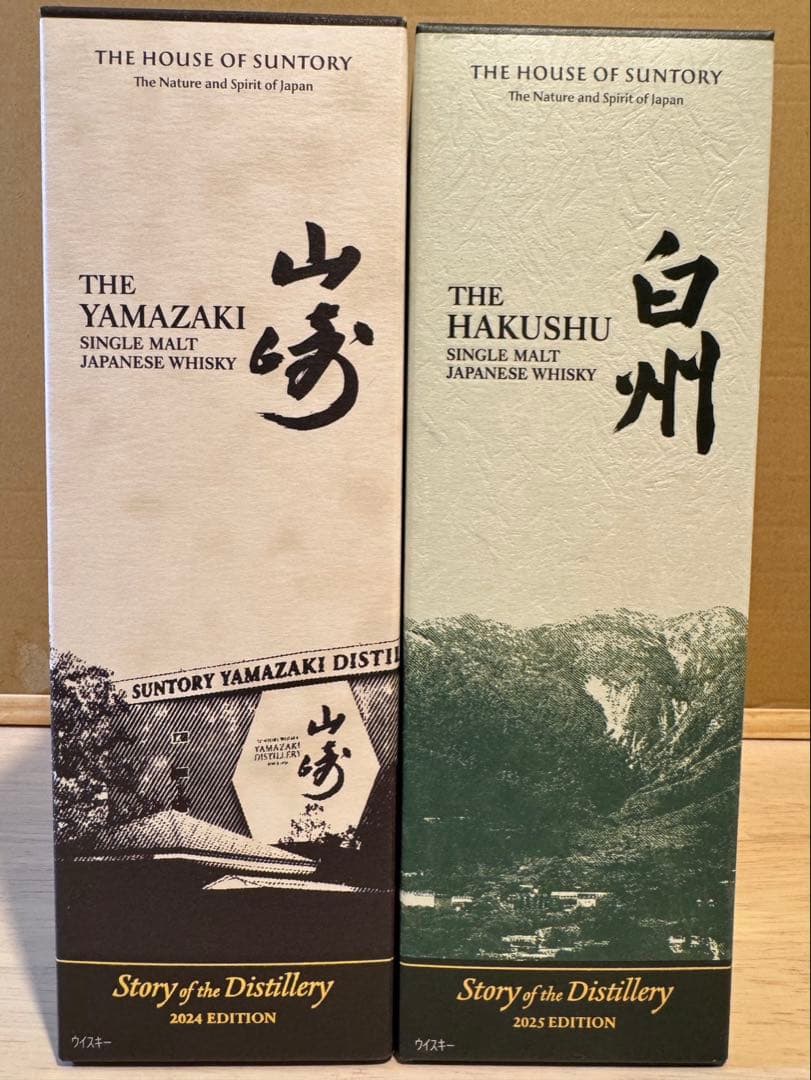 THE HOUSE OF SUNTORY
The Nature and Spirit of Japan
THE
YAMAZAKI
SINGLE MALT
JAPANESE WHISKY
山崎
SUNTORY YAMAZAKI DISTIL
YAMAZAKI
DISTILLERY
山崎
Story of the Distillery
2024 EDITION
ウイスキー
THE HOUSE OF SUNTORY
The Nature and Spirit of Japan
THE
HAKUSHU
SINGLE MALT
JAPANESE WHISKY
白州
Story of the Distillery
2025 EDITION
ウイスキー